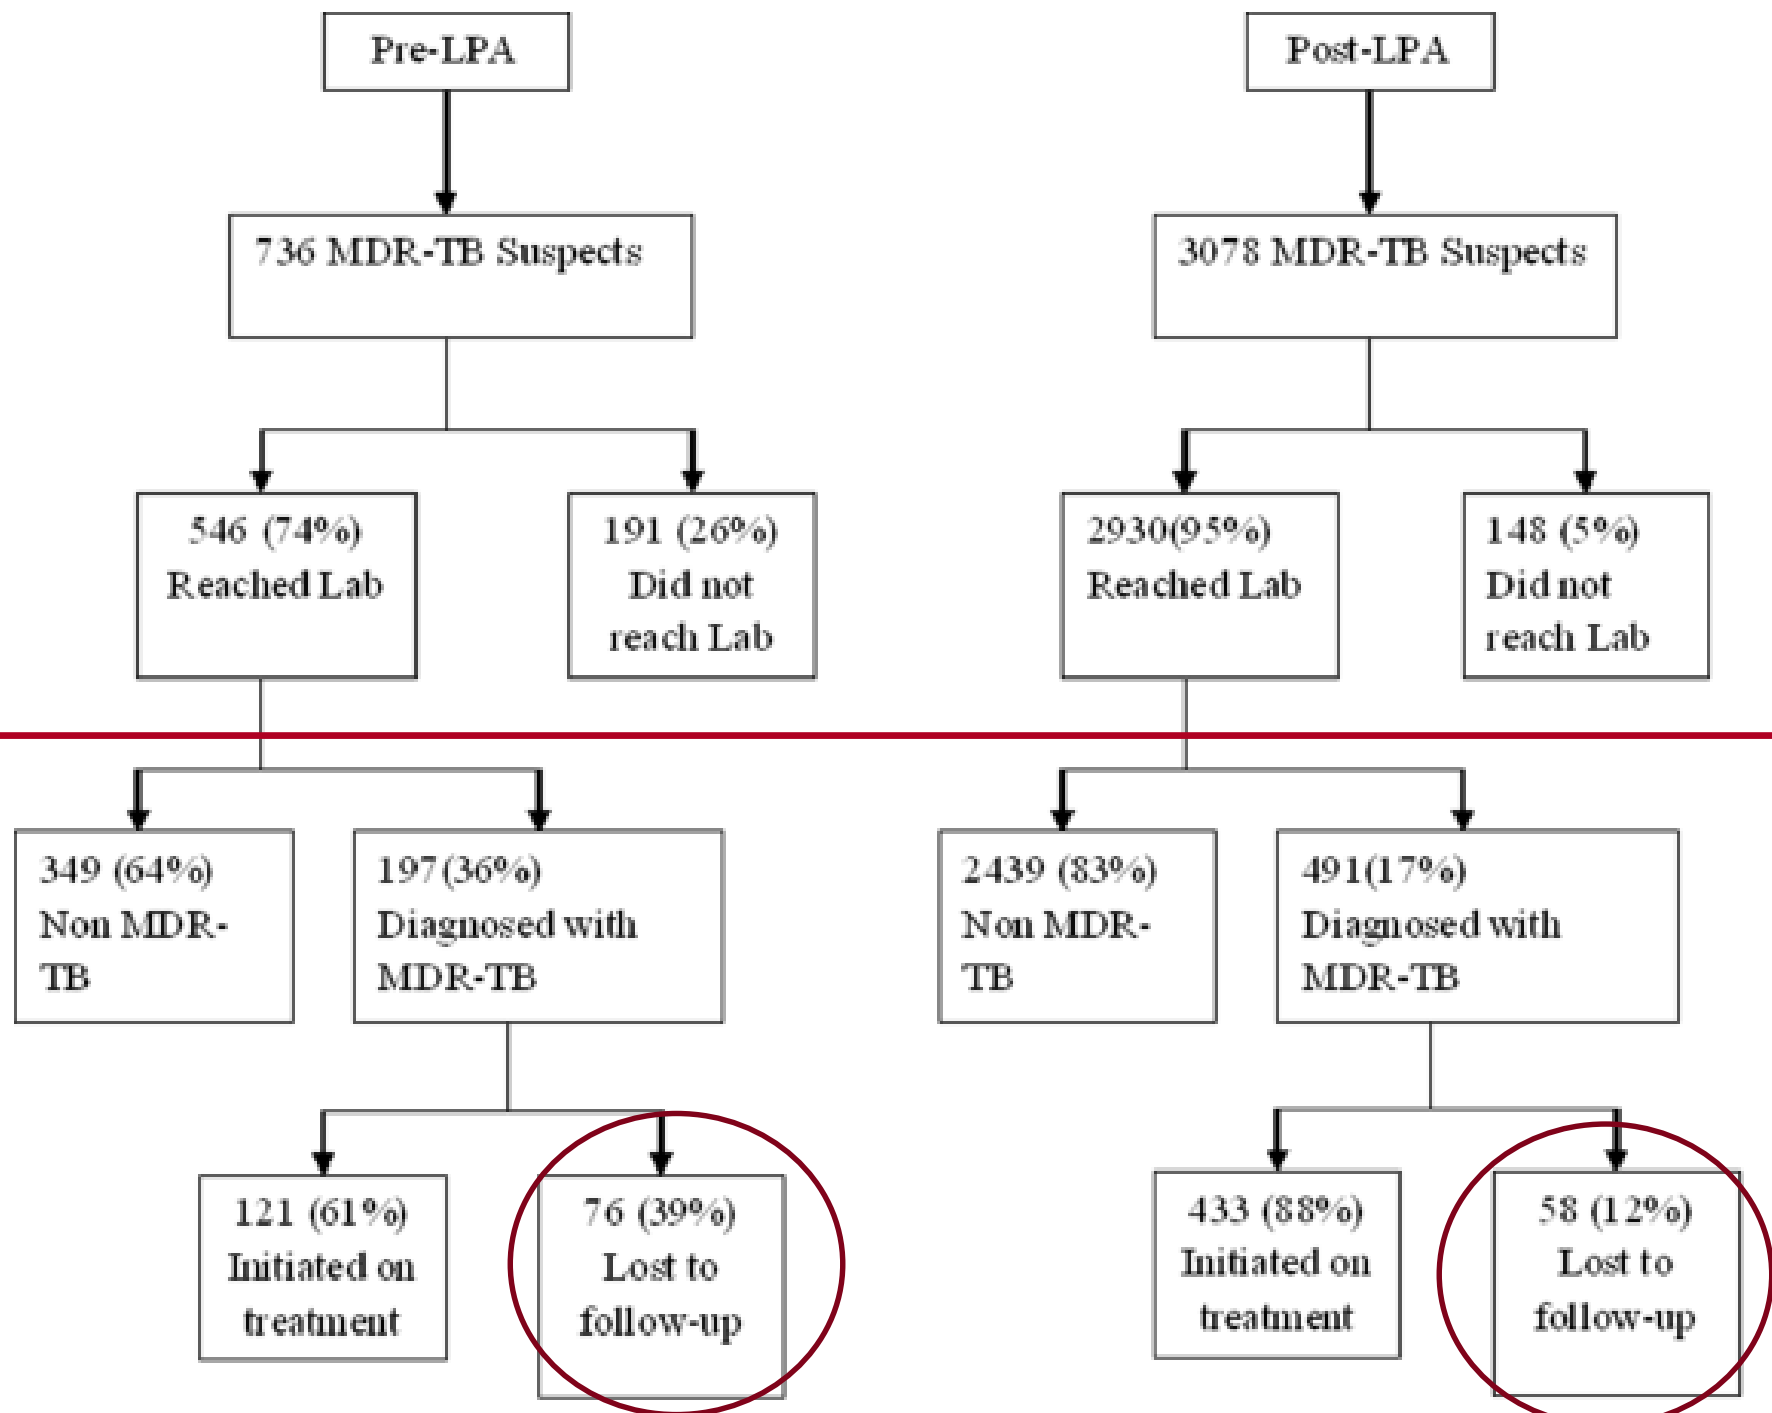 Pre-LPA
736 MDR-TB Suspects
546 (74%)
Reached Lab
191 (26%)
Did not
reach Lab
349 (64%)
Non MDR-
TB
197(36%)
Diagnosed with
MDR-TB
121 (61%)
Initiated on
treatment
76 (39%)
Lost to
follow-up
Post-LPA
3078 MDR-TB Suspects
2930(95%)
Reached Lab
148 (5%)
Did not
reach Lab
2439 (83%)
Non MDR-
TB
491(17%)
Diagnosed with
MDR-TB
433 (88%)
Initiated on
treatment
58 (12%)
Lost to
follow-up